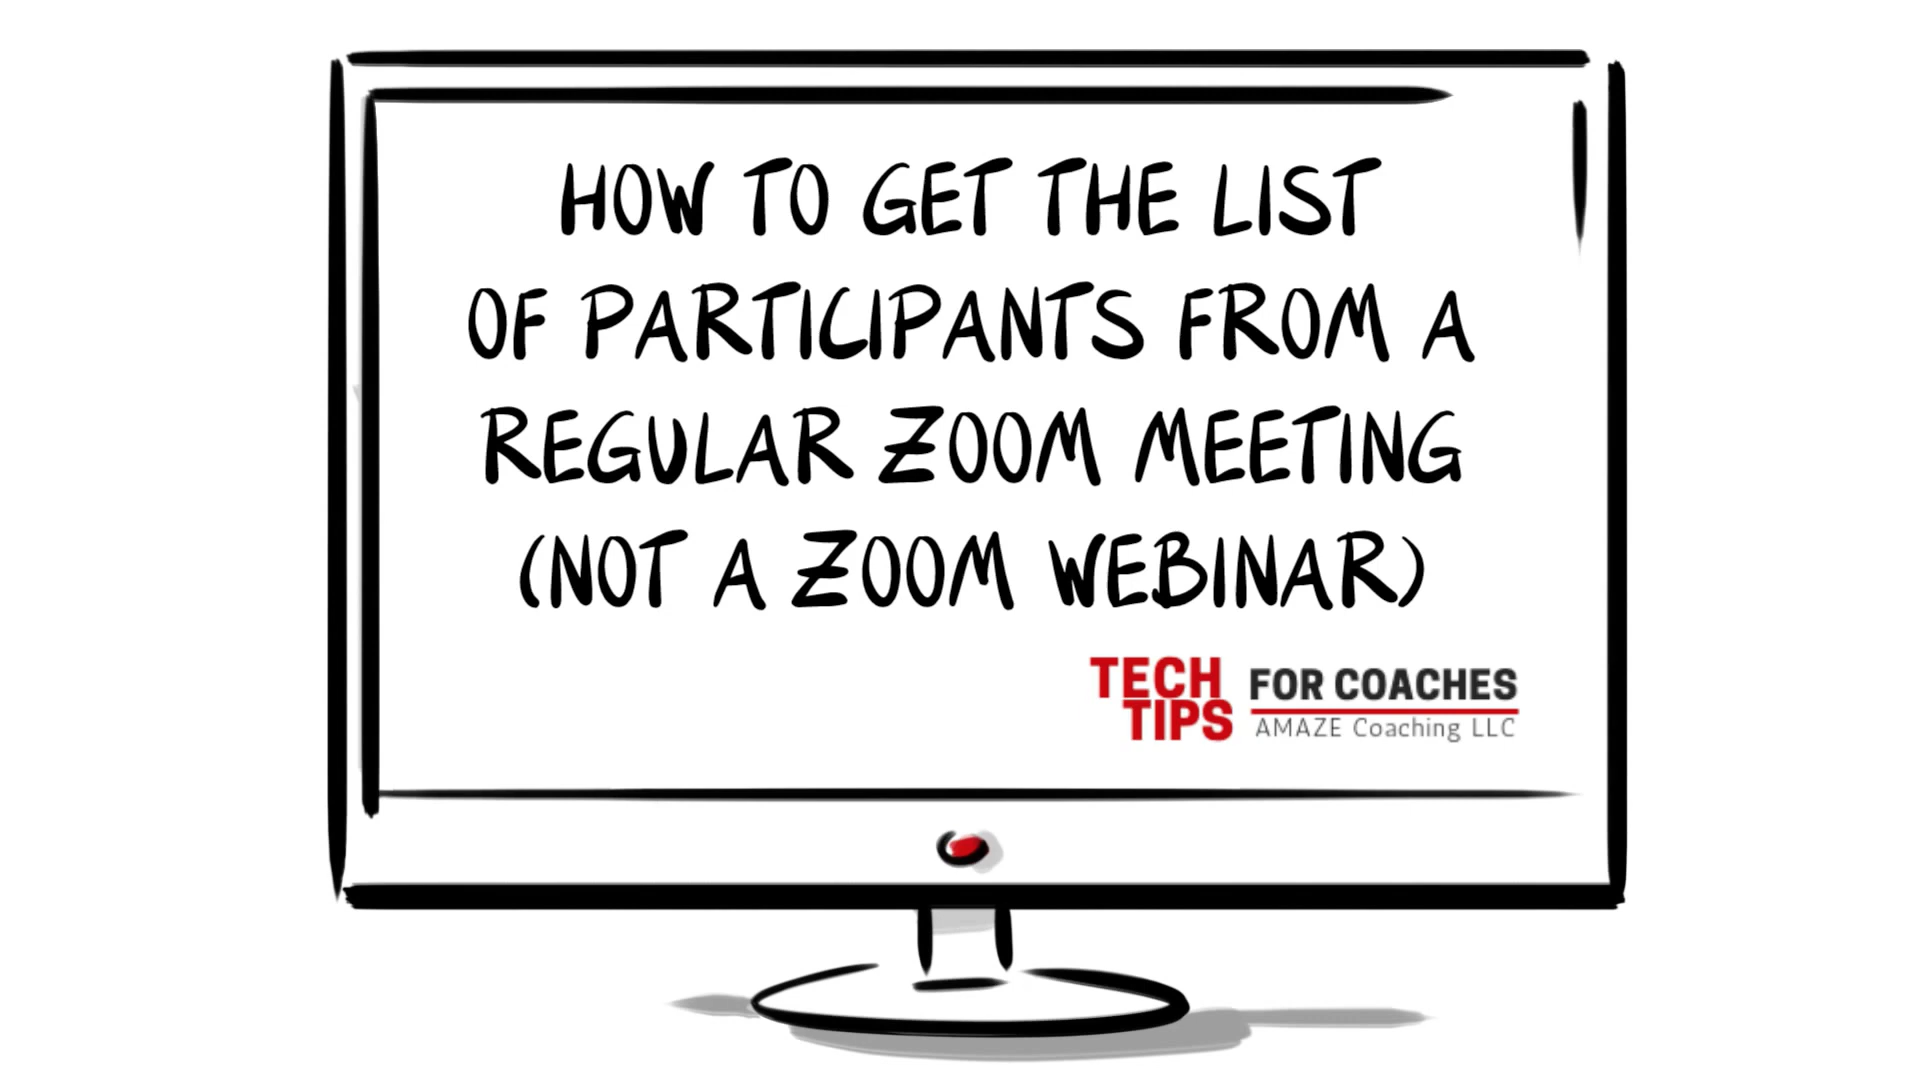 HOW TO GET THE LIST
OF PARTICIPANTS FROM A
REGULAR ZOOM MEETING
(NOT A ZOOM WEBINAR)
TECH
TIPS
FOR COACHES
AMAZE Coaching LLC